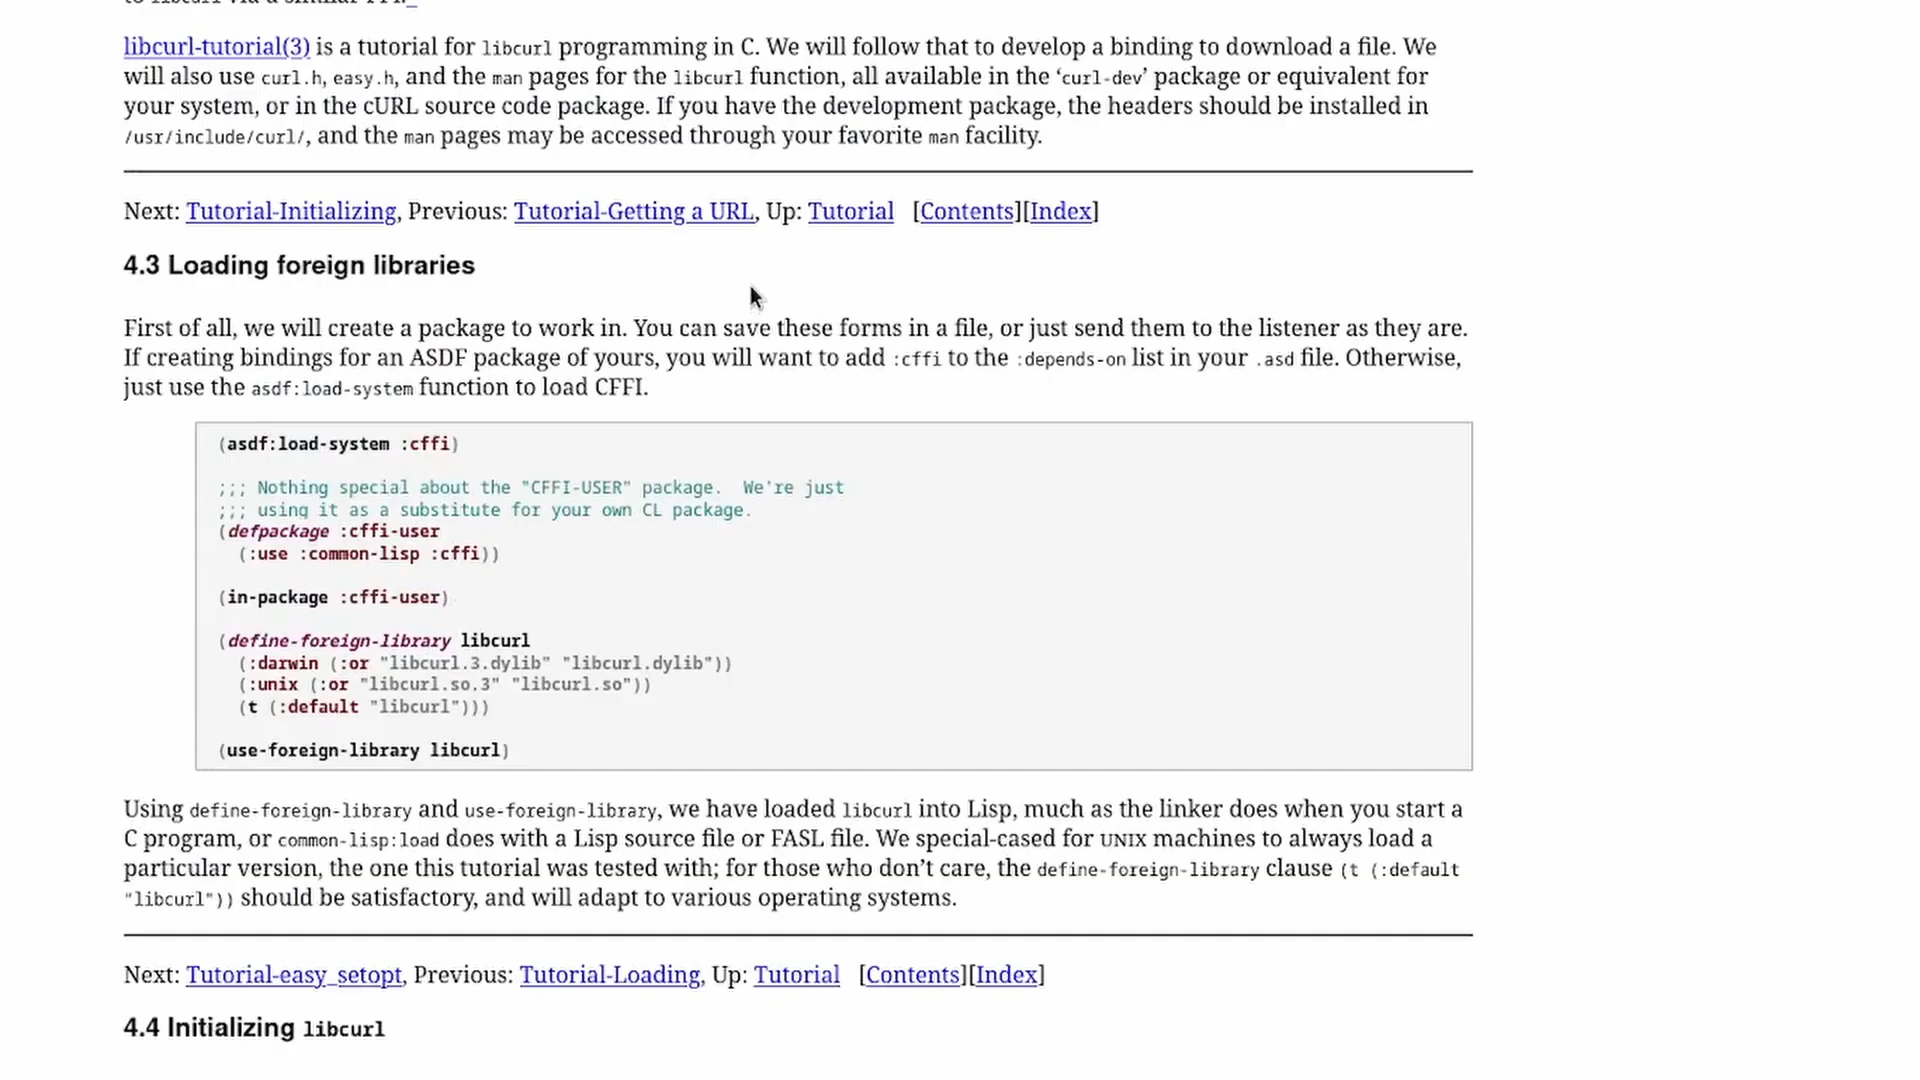 to libcurl via a similar FFI.
libcurl-tutorial(3) is a tutorial for libcurl programming in C. We will follow that to develop a binding to download a file. We
will also use curl.h, easy.h, and the man pages for the libcurl function, all available in the ‘curl-dev’ package or equivalent for
your system, or in the cURL source code package. If you have the development package, the headers should be installed in
/usr/include/curl/, and the man pages may be accessed through your favorite man facility.
Next: Tutorial-Initializing, Previous: Tutorial-Getting a URL, Up: Tutorial [Contents][Index]
4.3 Loading foreign libraries
First of all, we will create a package to work in. You can save these forms in a file, or just send them to the listener as they are.
If creating bindings for an ASDF package of yours, you will want to add :cffi to the :depends-on list in your .asd file. Otherwise,
just use the asdf:load-system function to load CFFI.
(asdf:load-system :cffi)
;;; Nothing special about the "CFFI-USER" package.  We're just
;;; using it as a substitute for your own CL package.
(defpackage :cffi-user
  (:use :common-lisp :cffi))
(in-package :cffi-user)
(define-foreign-library libcurl
  (:darwin (:or "libcurl.3.dylib" "libcurl.dylib"))
  (:unix (:or "libcurl.so.3" "libcurl.so"))
  (t (:default "libcurl")))
(use-foreign-library libcurl)
Using define-foreign-library and use-foreign-library, we have loaded libcurl into Lisp, much as the linker does when you start a
C program, or common-lisp:load does with a Lisp source file or FASL file. We special-cased for UNIX machines to always load a
particular version, the one this tutorial was tested with; for those who don’t care, the define-foreign-library clause (t (:default
"libcurl")) should be satisfactory, and will adapt to various operating systems.
Next: Tutorial-easy_setopt, Previous: Tutorial-Loading, Up: Tutorial [Contents][Index]
4.4 Initializing libcurl